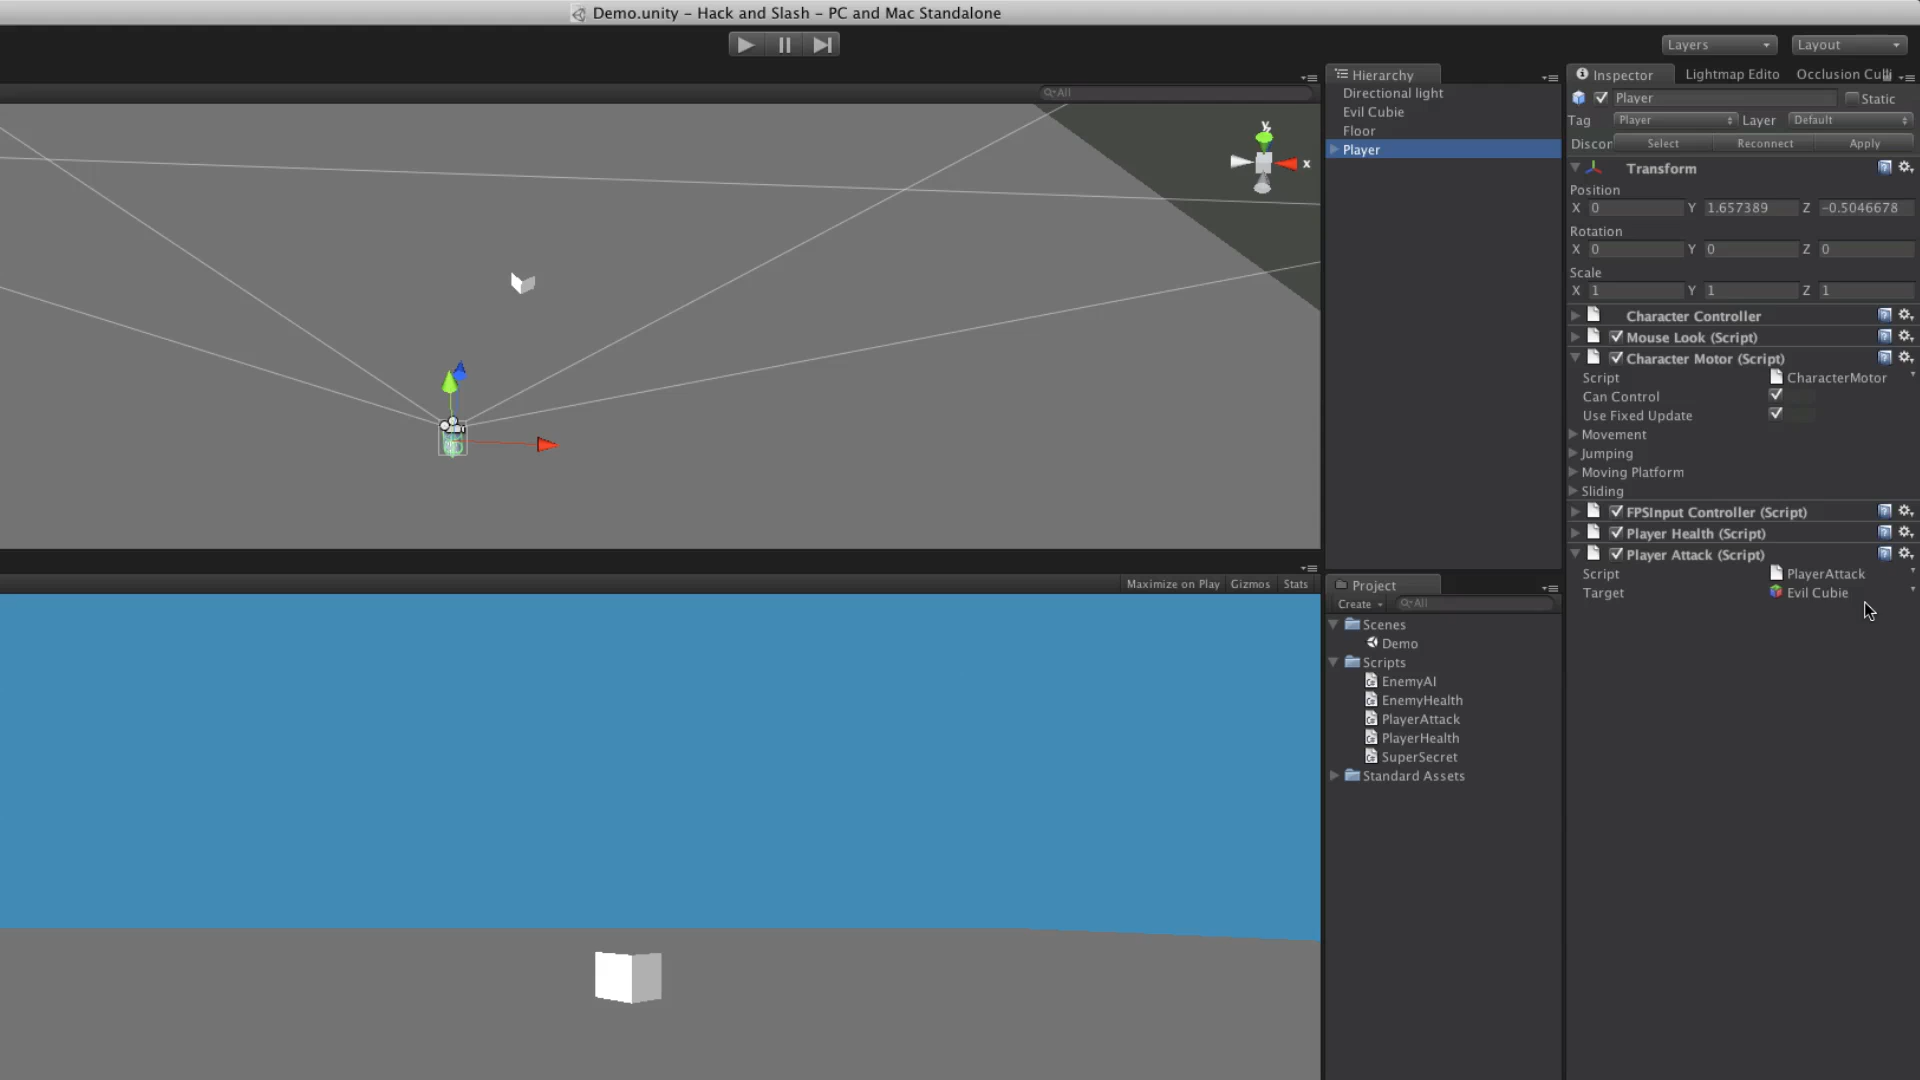 Demo.unity – Hack and Slash – PC and Mac Standalone
Layers
Layout
All
Hierarchy
Directional light
Evil Cubie
Floor
Player
y
x
Inspector
Lightmap Edito
Player
Static
Tag
Player
Layer
Default
Discor
Select
Reconnect
Apply
Transform
Position
X 0 Y 1.657389 Z -0.5046678
Rotation
X 0 Y 0 Z 0
Scale
X 1 Y 1 Z 1
Character Controller
Mouse Look (Script)
Character Motor (Script)
Script CharacterMotor
Can Control
Use Fixed Update
Movement
Jumping
Moving Platform
Sliding
FPSInput Controller (Script)
Player Health (Script)
Player Attack (Script)
Script PlayerAttack
Target Evil Cubie
Maximize on Play Gizmos Stats
Project
Create
All
Scenes
Demo
Scripts
EnemyAI
EnemyHealth
PlayerAttack
PlayerHealth
SuperSecret
Standard Assets